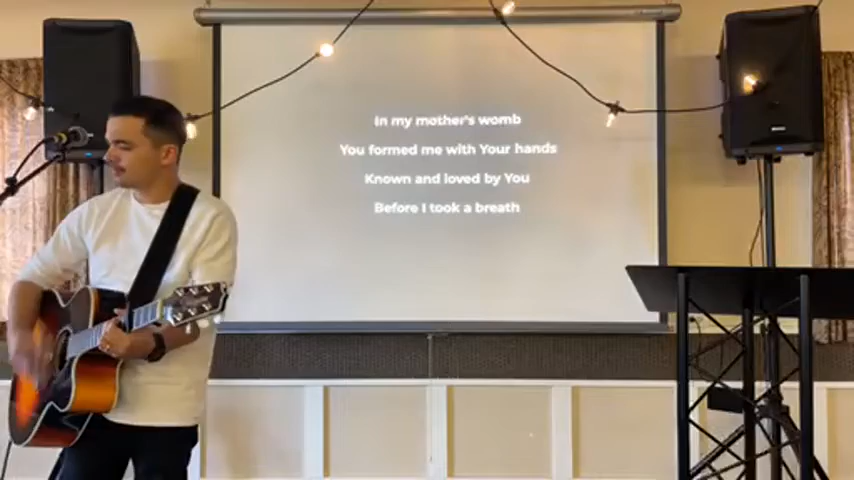 In my mother's womb
You formed me with Your hands
Known and loved by You
Before I took a breath